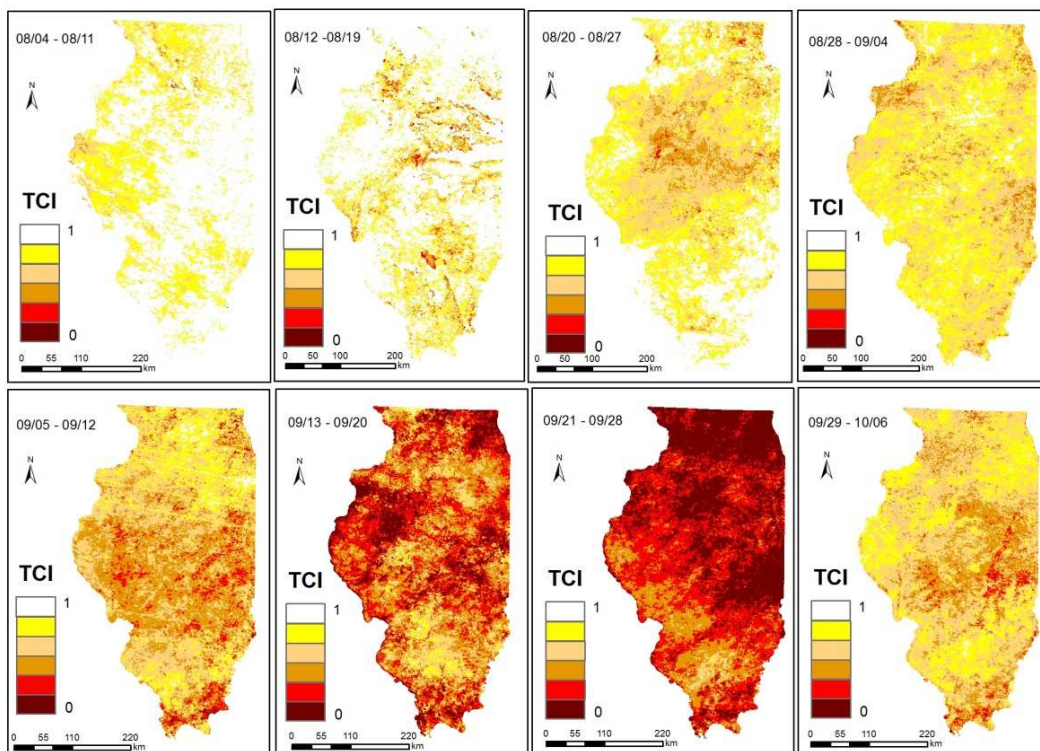 08/04 - 08/11
N
TCI
1
0
0 55 110 220
km
08/12 -08/19
N
TCI
1
0
0 50 100 200
km
08/20 - 08/27
N
TCI
1
0
0 50 100 200
km
08/28 - 09/04
N
TCI
1
0
0 55 110 220
km
09/05 - 09/12
N
TCI
1
0
0 55 110 220
km
09/13 - 09/20
N
TCI
1
0
0 55 110 220
km
09/21 - 09/28
N
TCI
1
0
0 55 110 220
km
09/29 - 10/06
N
TCI
1
0
0 55 110 220
km